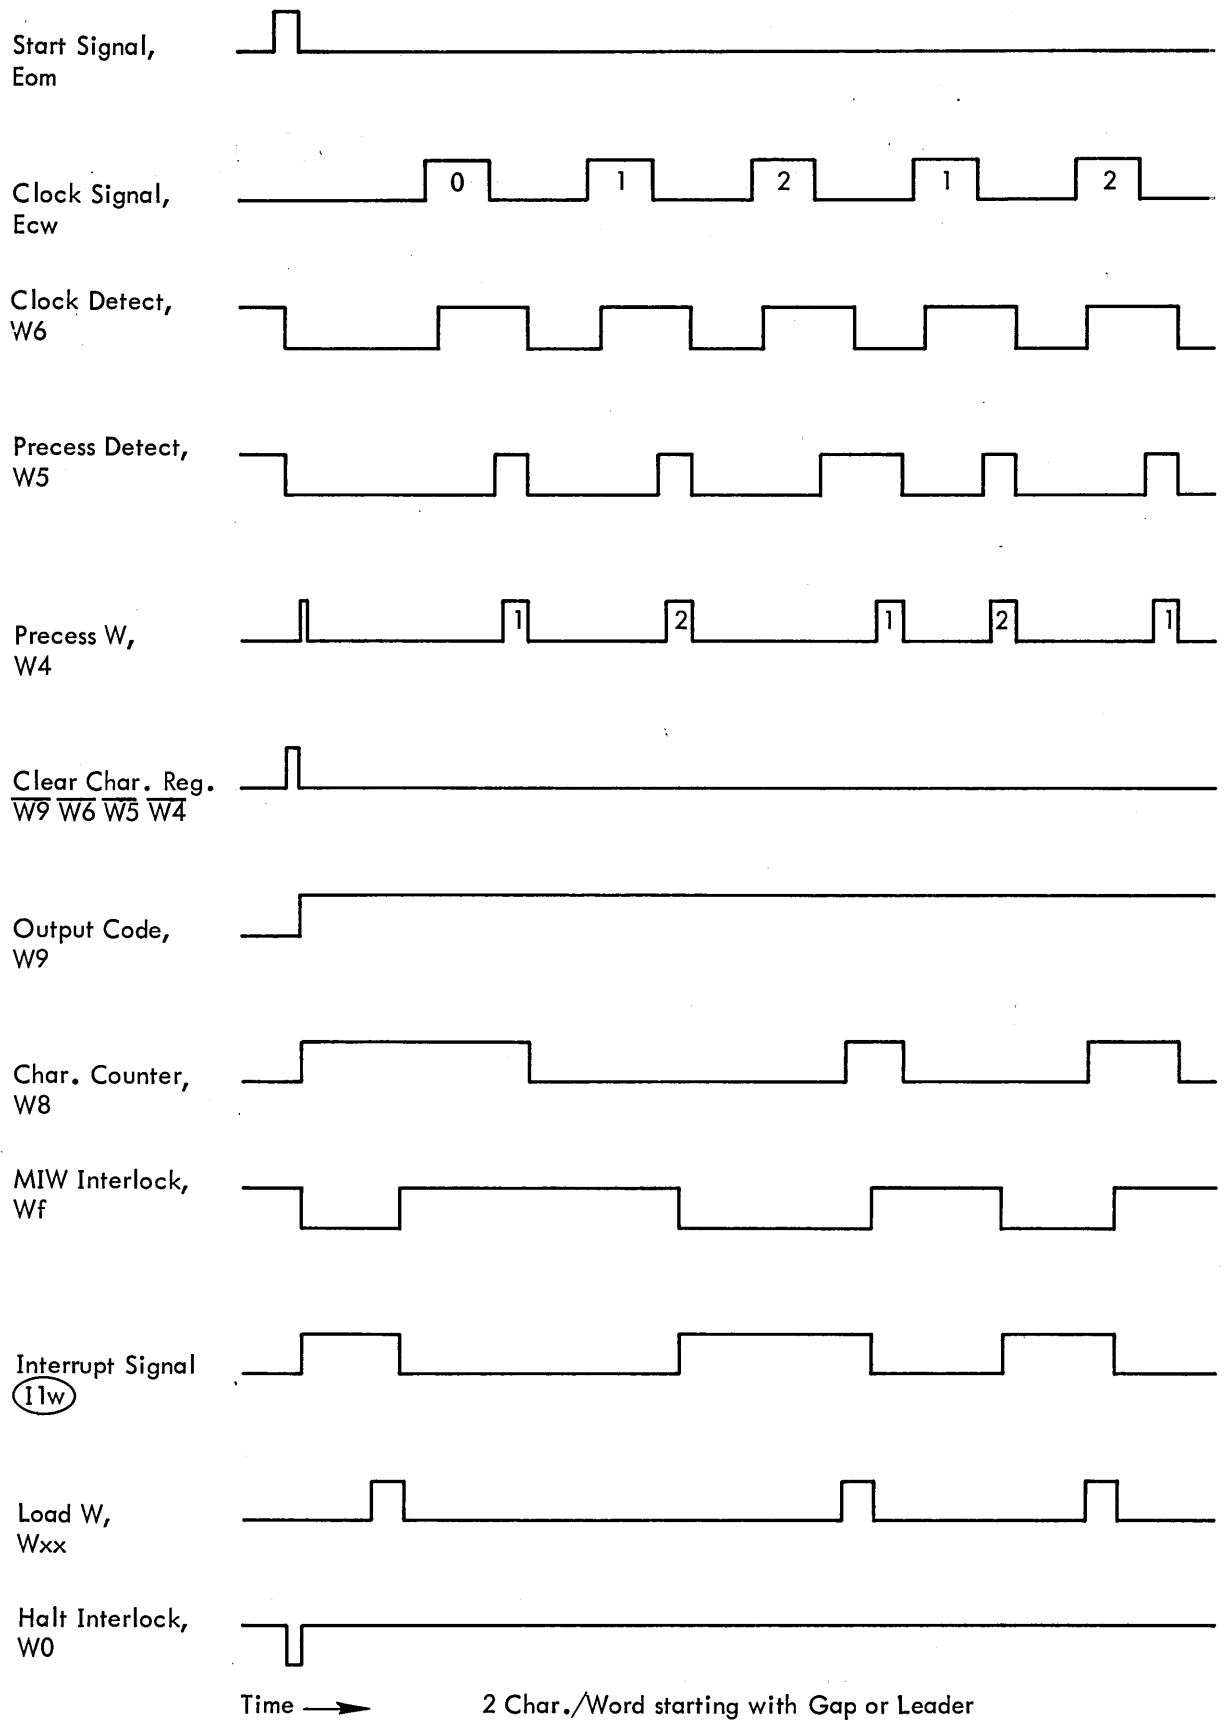 Start Signal,
Eom
Clock Signal,
Ecw
0 1 2 1 2
Clock Detect,
W6
Precess Detect,
W5
Precess W,
W4
1 2 1 2 1
Clear Char. Reg.
W9 W6 W5 W4
Output Code,
W9
Char. Counter,
W8
MIW Interlock,
Wf
Interrupt Signal
I1w
Load W,
Wxx
Halt Interlock,
W0
Time
2 Char./Word starting with Gap or Leader